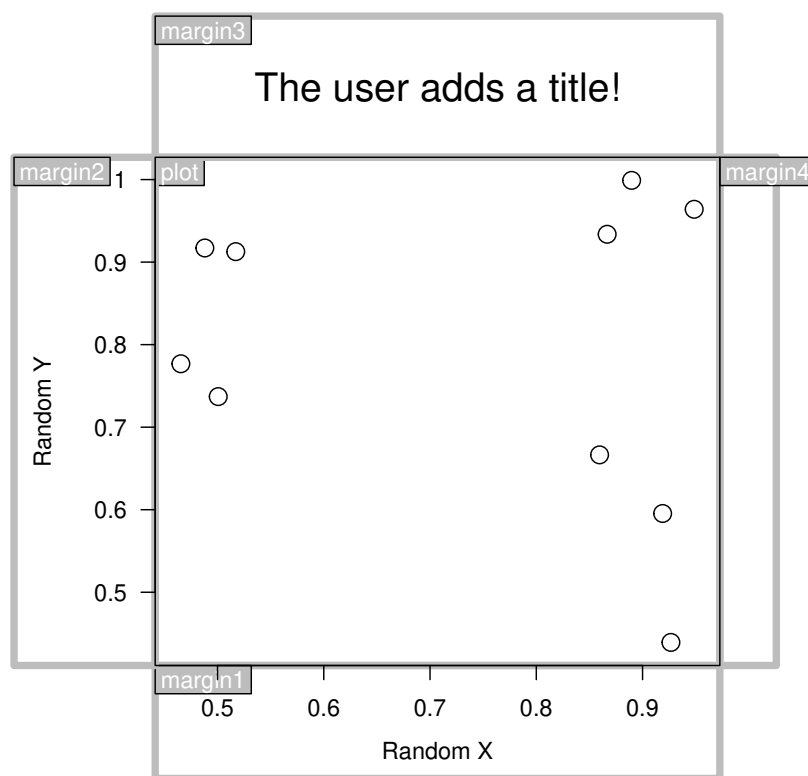 margin3
The user adds a title!
margin2
plot
margin4
1
0.9
0.8
0.7
0.6
0.5
Random Y
margin1
0.5 0.6 0.7 0.8 0.9
Random X